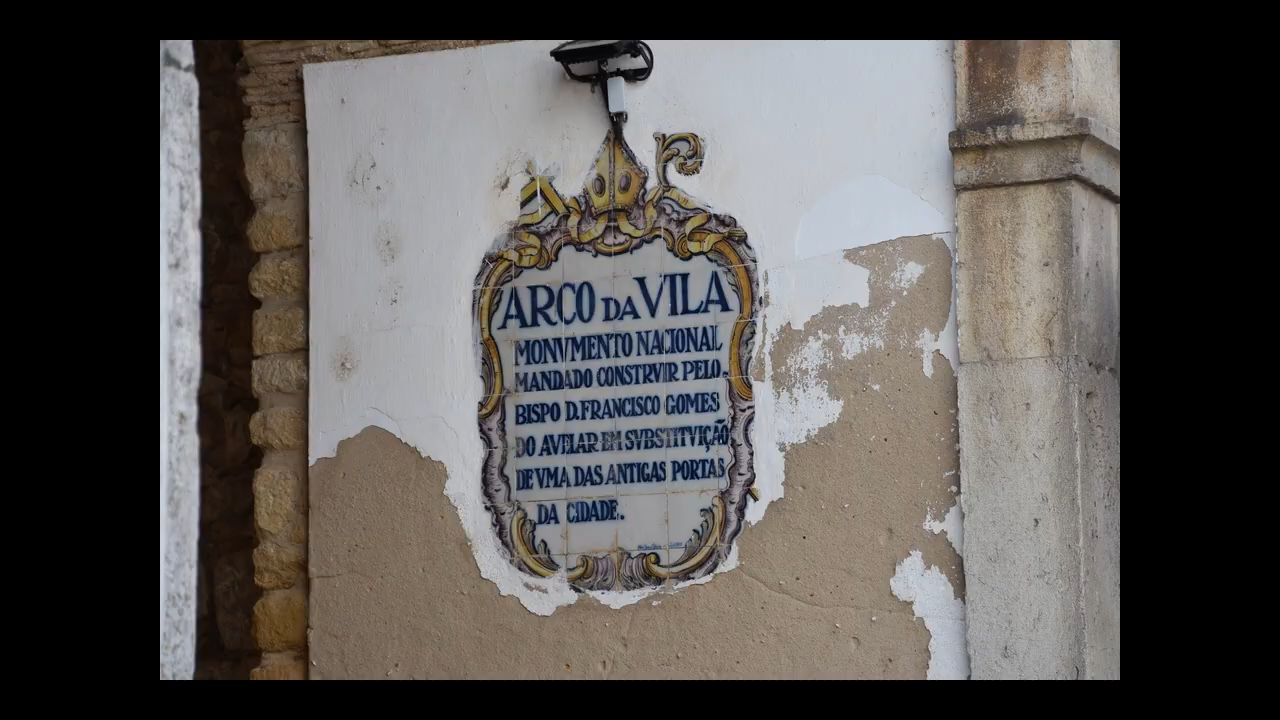 ARCO DA VILA
MONVMENTO NACIONAL
MANDADO CONSTRVIR PELO
BISPO D. FRANCISCO GOMES
DO AVELAR EM SVBSTITVIÇÃO
DE VMA DAS ANTIGAS PORTAS
DA CIDADE.